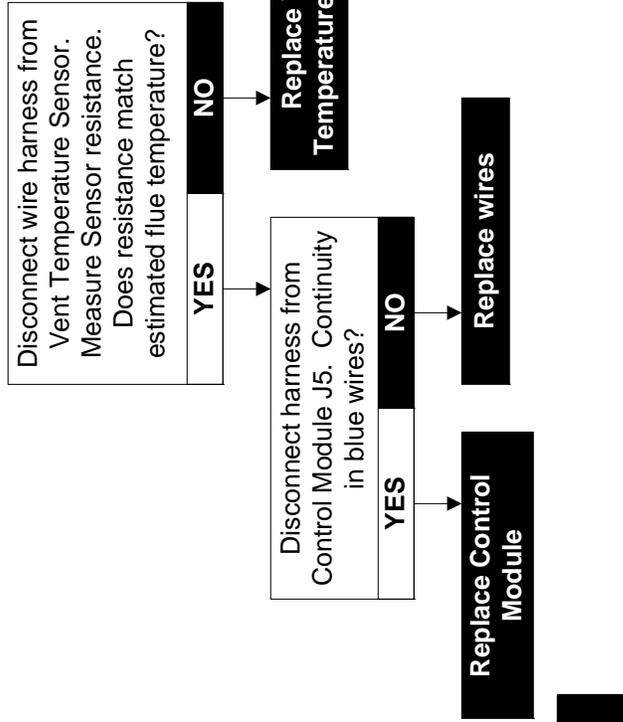 Disconnect wire harness from
Vent Temperature Sensor.
Measure Sensor resistance.
Does resistance match
estimated flue temperature?
YES
NO
Replace
Temperature
Disconnect harness from
Control Module J5. Continuity
in blue wires?
YES
NO
Replace Control
Module
Replace wires